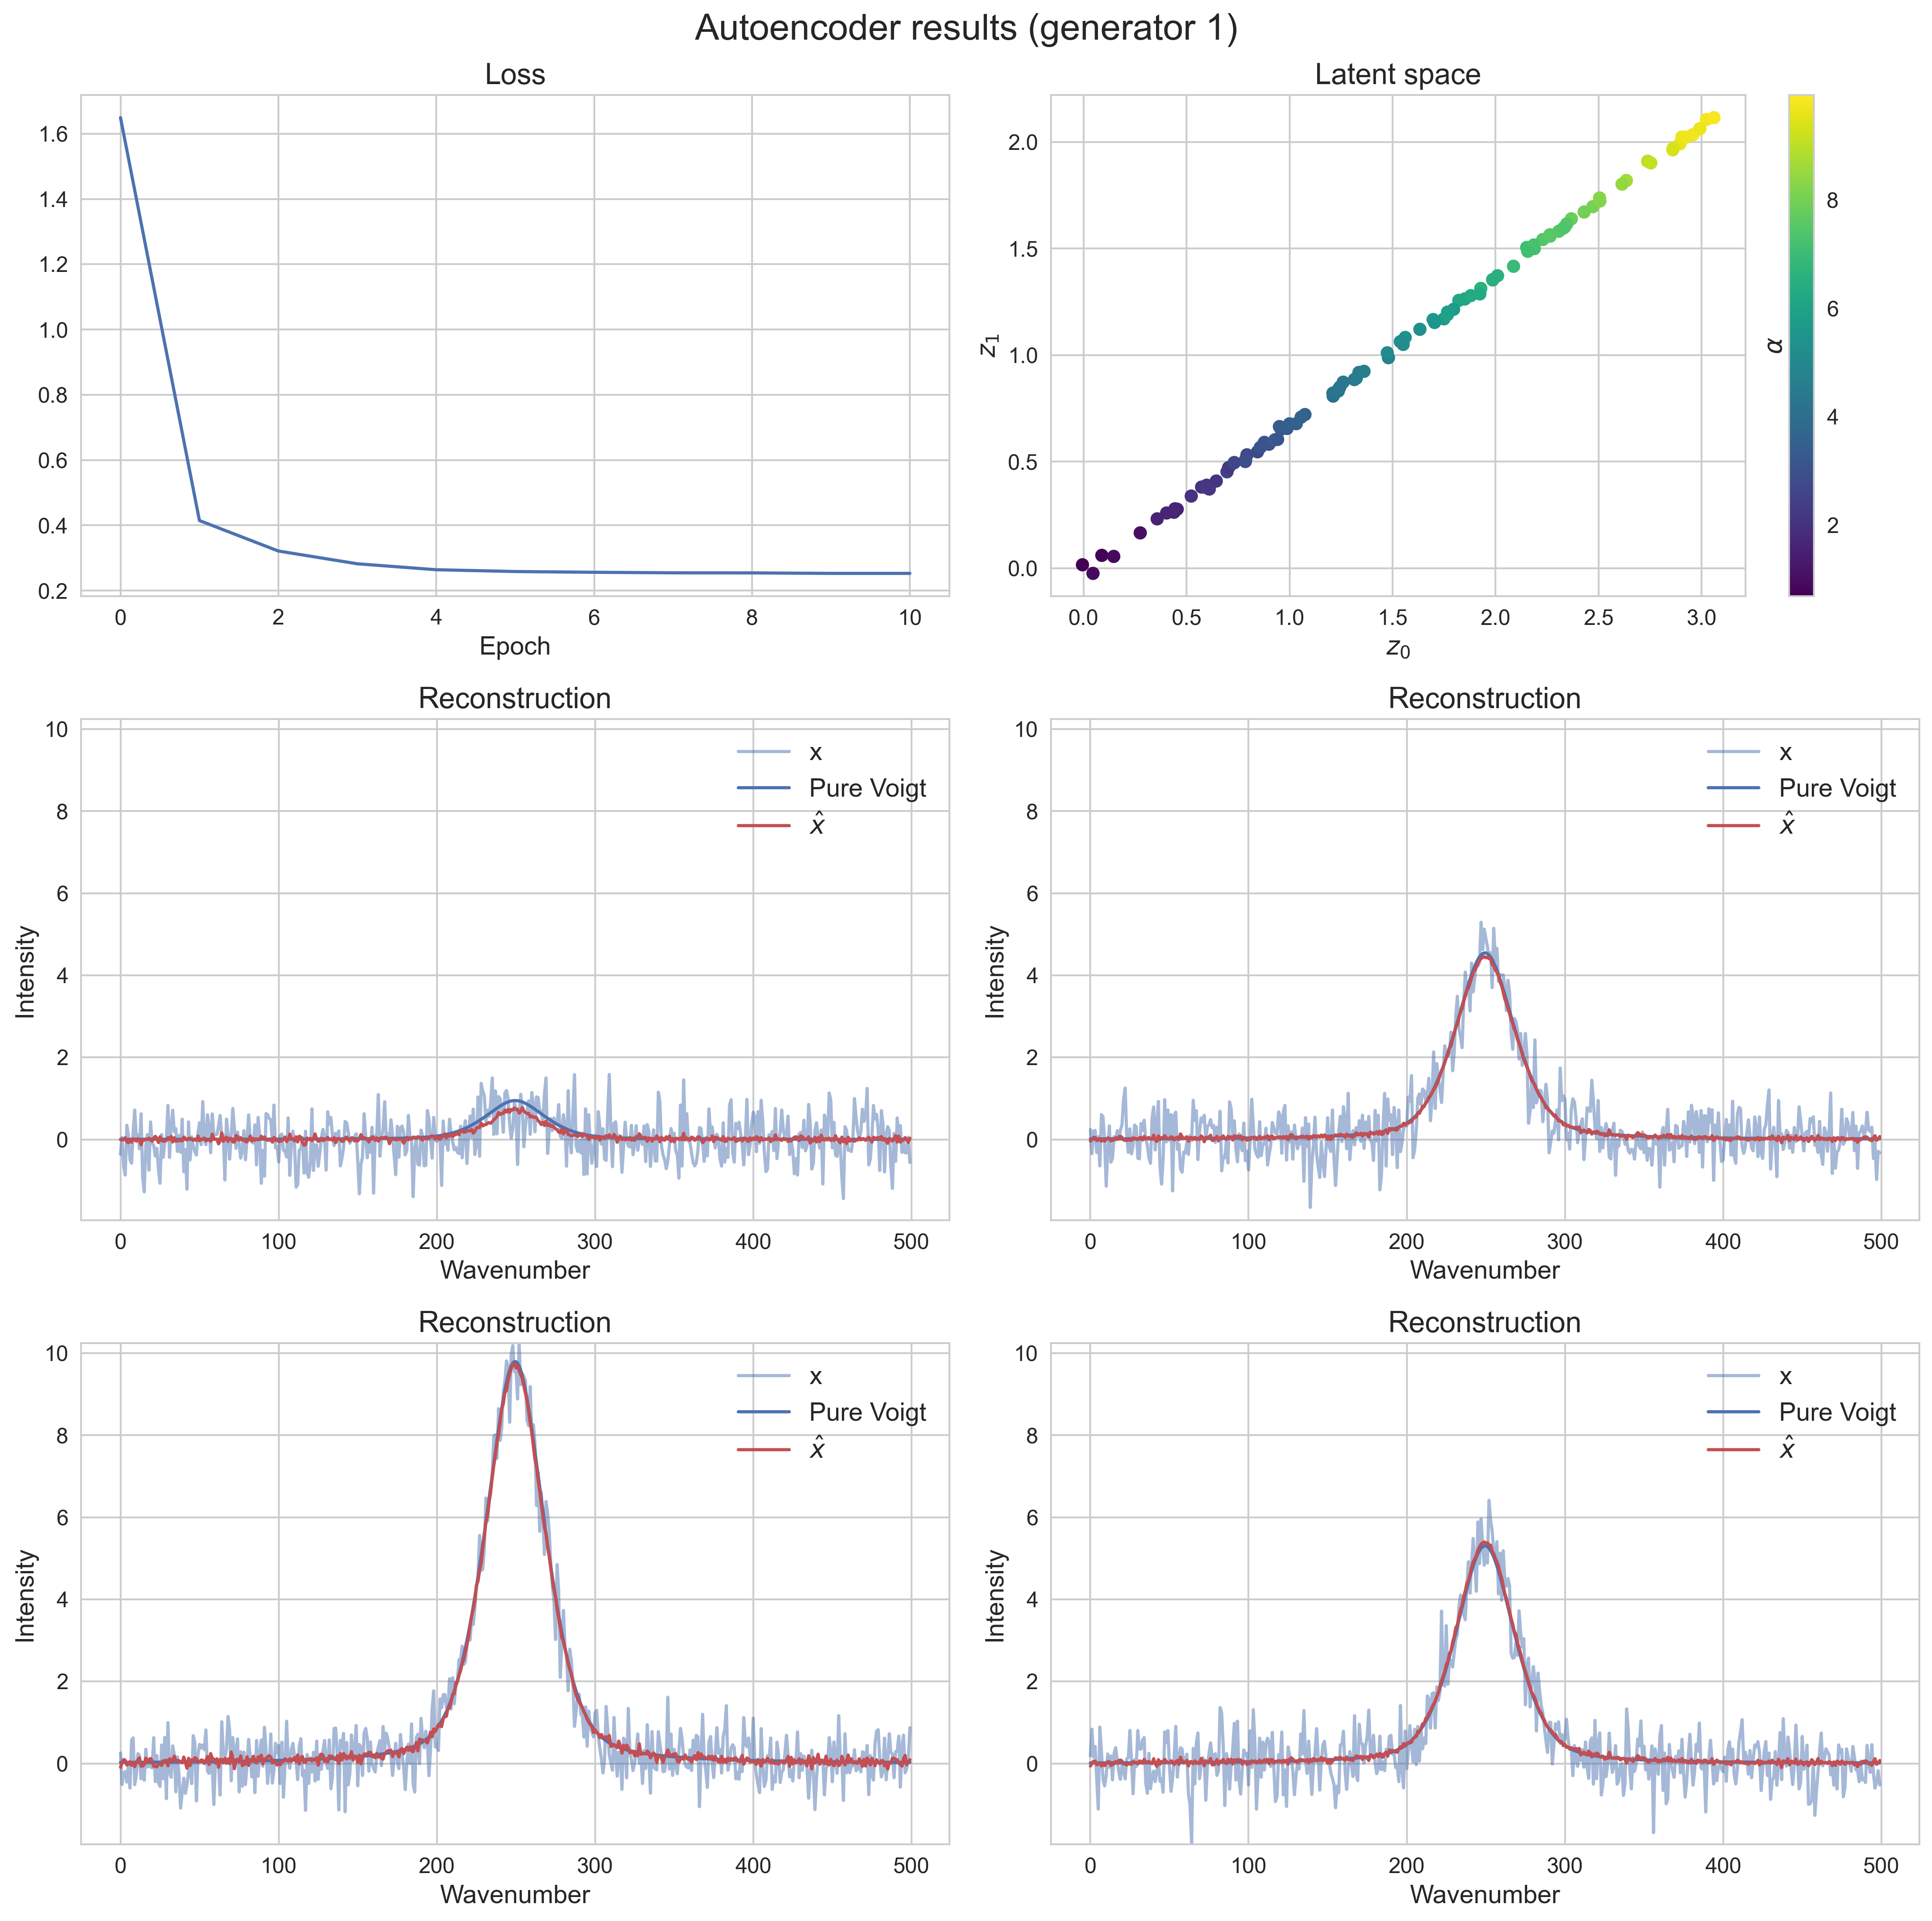 Autoencoder results (generator 1)
Loss
1.6
1.4
1.2
1.0
0.8
0.6
0.4
0.2
0 2 4 6 8 10
Epoch
Latent space
z₁
2.0
1.5
1.0
0.5
0.0
0.0 0.5 1.0 1.5 2.0 2.5 3.0
z₀
α
8
6
4
2
Reconstruction
Intensity
10
8
6
4
2
0
x
Pure Voigt
x̂
0 100 200 300 400 500
Wavenumber
Reconstruction
Intensity
10
8
6
4
2
0
x
Pure Voigt
x̂
0 100 200 300 400 500
Wavenumber
Reconstruction
Intensity
10
8
6
4
2
0
x
Pure Voigt
x̂
0 100 200 300 400 500
Wavenumber
Reconstruction
Intensity
10
8
6
4
2
0
x
Pure Voigt
x̂
0 100 200 300 400 500
Wavenumber